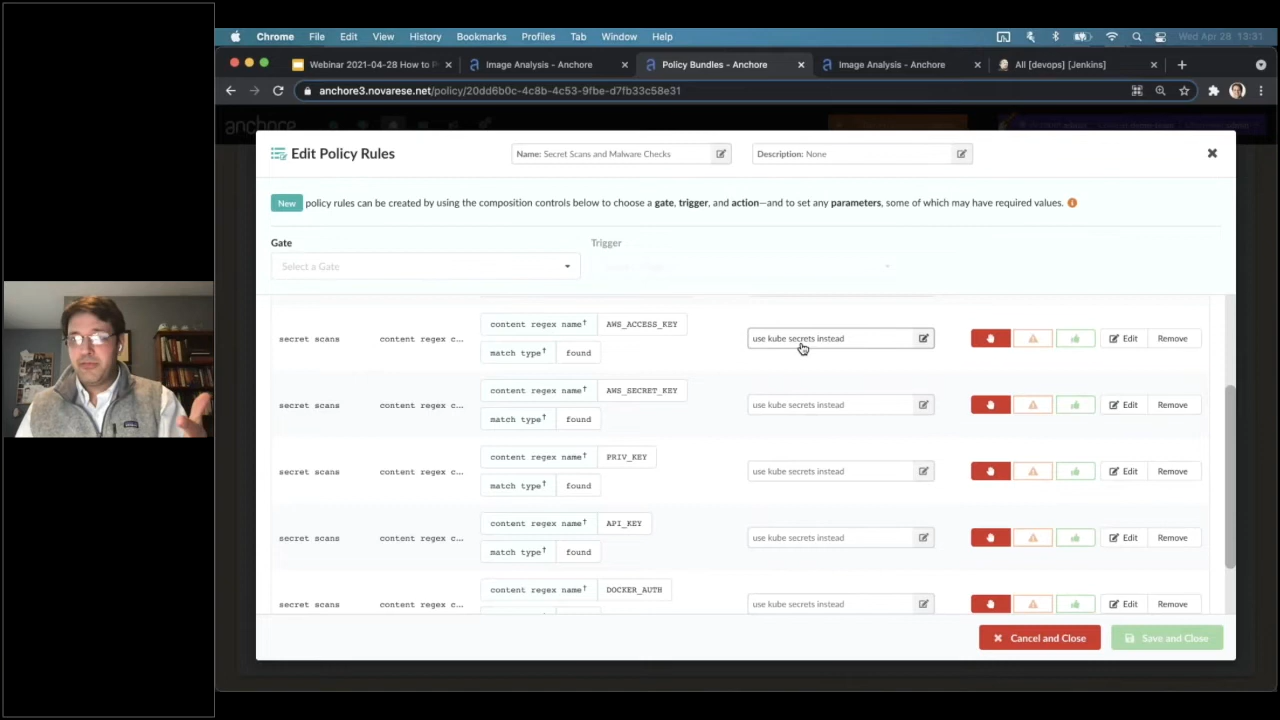 Chrome File Edit View History Bookmarks Profiles Tab Window Help Wed Apr 28 13:31
Webinar 2021-04-28 How to P Image Analysis - Anchore Policy Bundles - Anchore Image Analysis - Anchore All [devops] [Jenkins]
anchore3.novarese.net/policy/20dd6b0c-4c8b-4c53-9fbe-d7fb33c58e31
anchore
Edit Policy Rules Name: Secret Scans and Malware Checks Description: None
New policy rules can be created by using the composition controls below to choose a gate, trigger, and action—and to set any parameters, some of which may have required values.
Gate Trigger
Select a Gate
content regex name† AWS_ACCESS_KEY
secret scans content regex c... use kube secrets instead Edit Remove
match type† found
content regex name† AWS_SECRET_KEY
secret scans content regex c... use kube secrets instead Edit Remove
match type† found
content regex name† PRIV_KEY
secret scans content regex c... use kube secrets instead Edit Remove
match type† found
content regex name† API_KEY
secret scans content regex c... use kube secrets instead Edit Remove
match type† found
content regex name† DOCKER_AUTH
secret scans content regex c... use kube secrets instead Edit Remove
Cancel and Close Save and Close